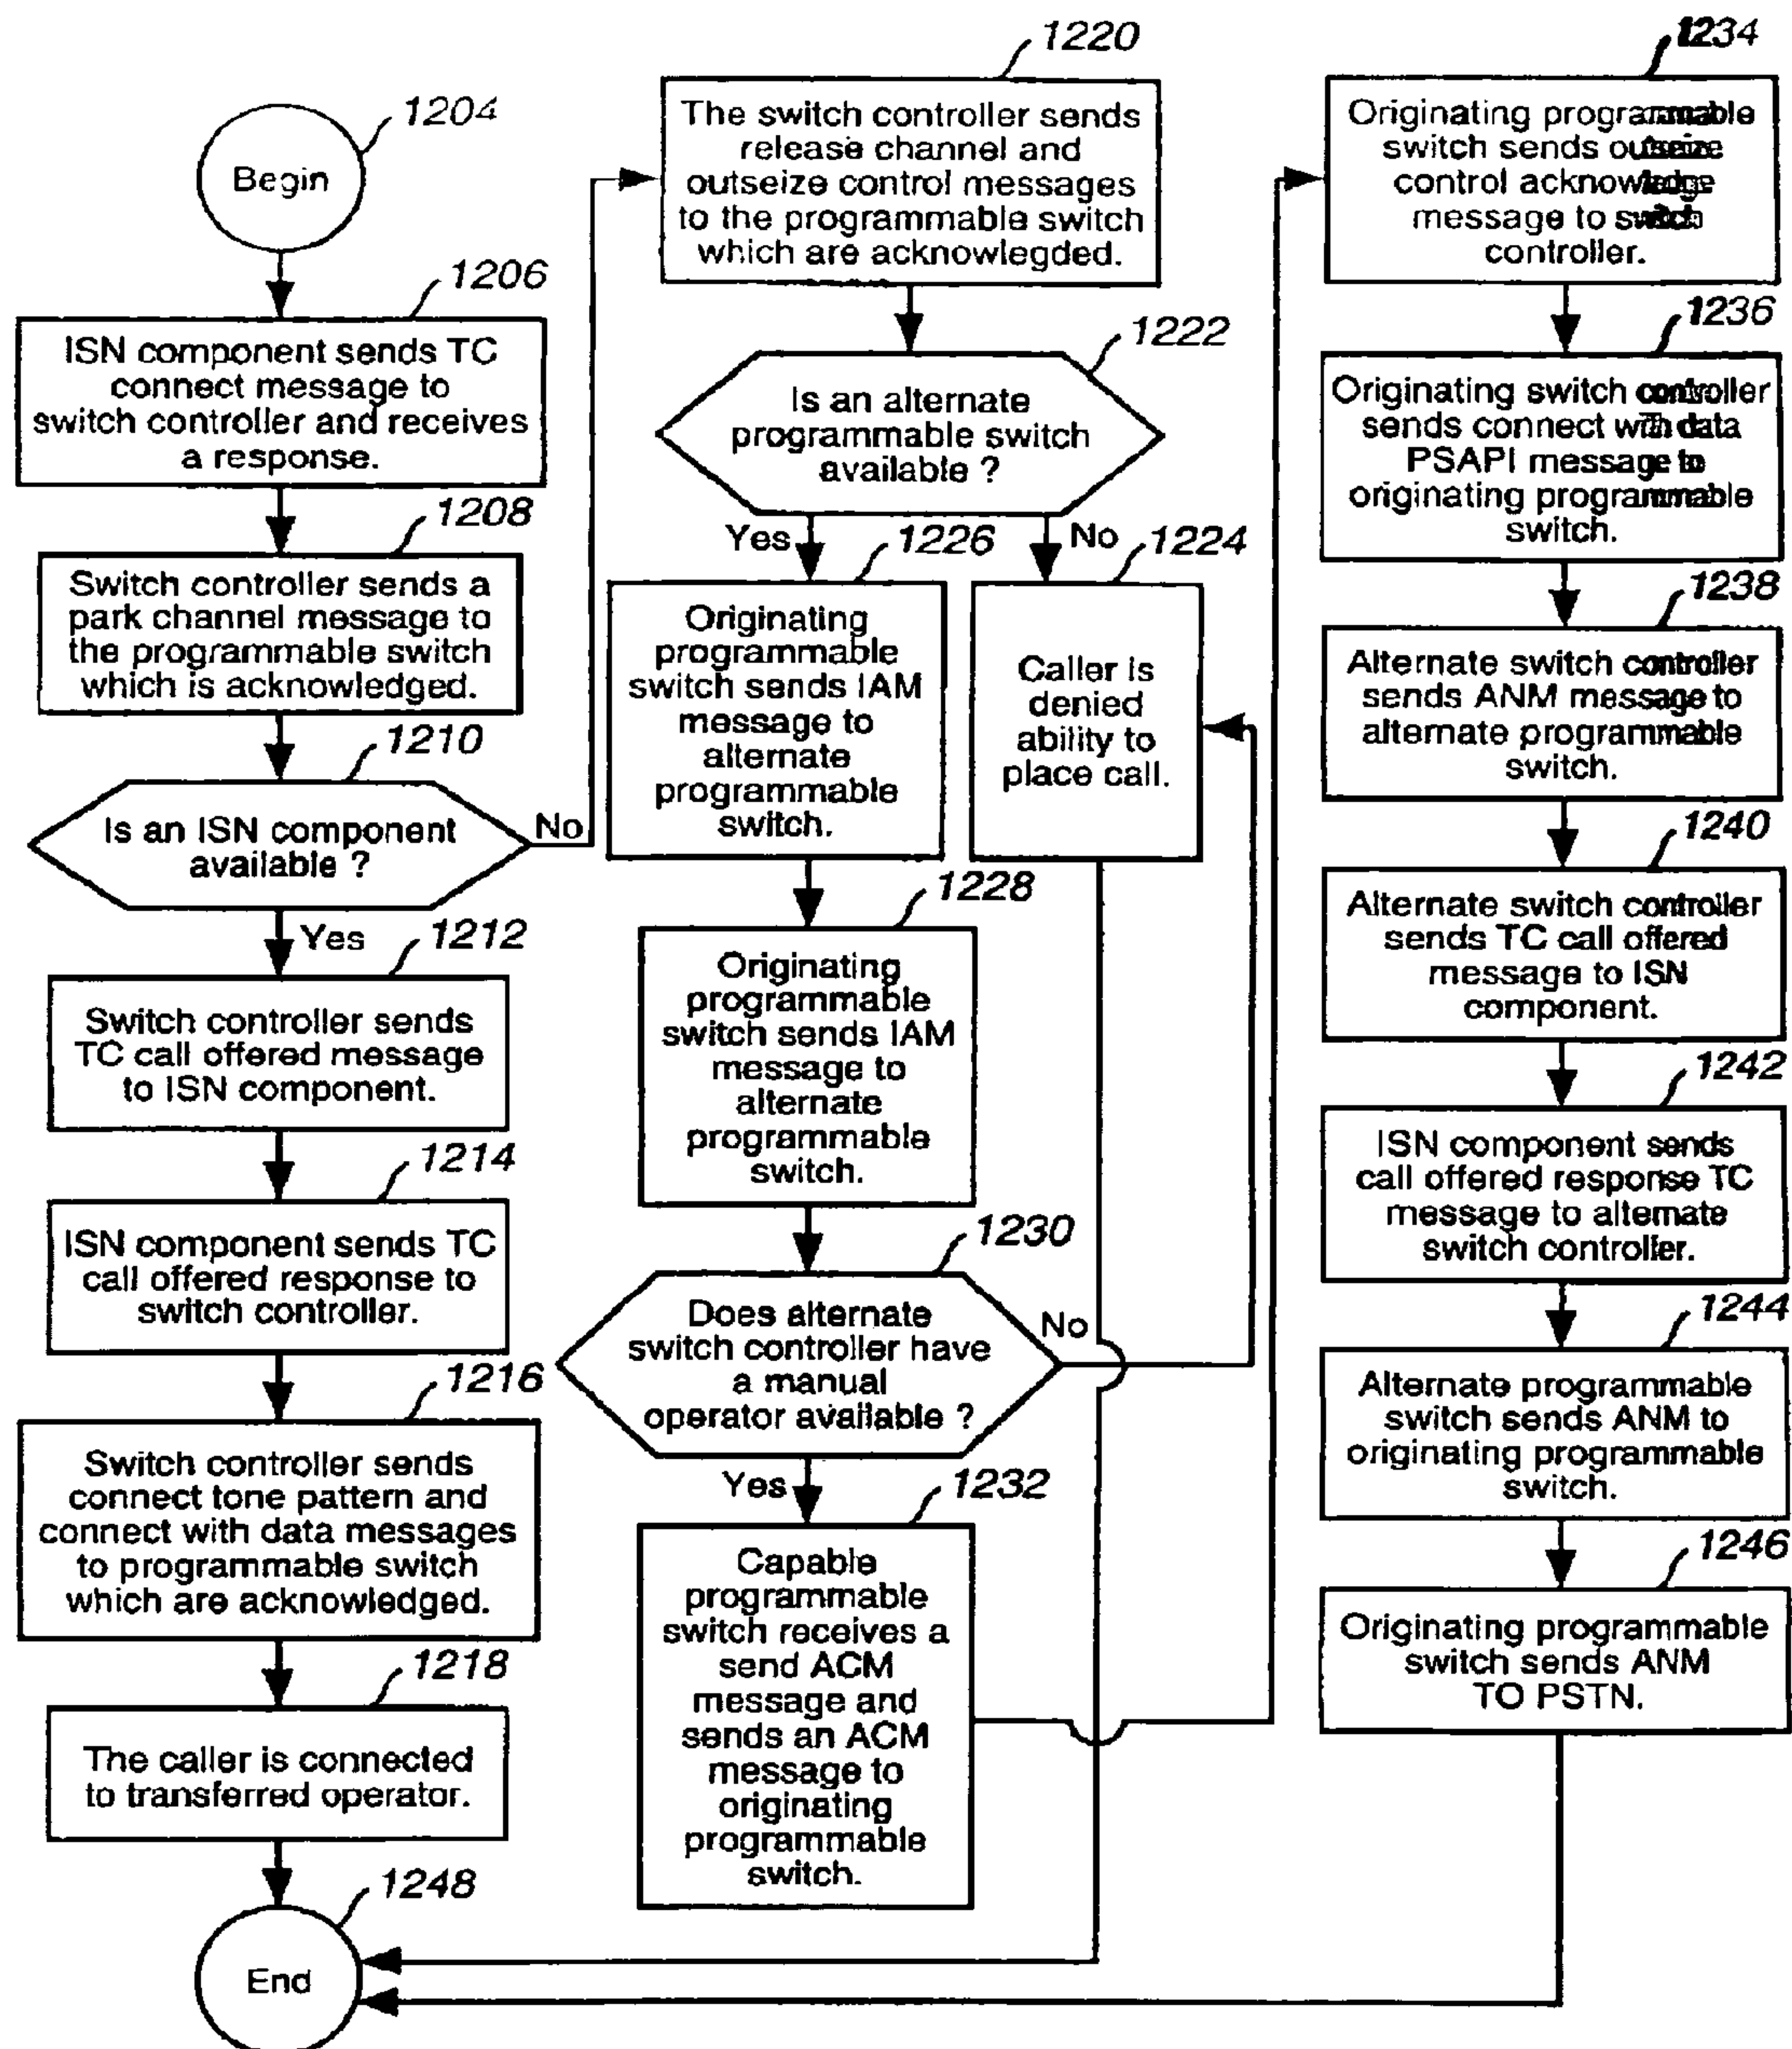 1204
Begin
1206
ISN component sends TC
connect message to
switch controller and receives
a response.
1208
Switch controller sends a
park channel message to
the programmable switch
which is acknowledged.
1210
Is an ISN component
available ?
No
Yes
1212
Switch controller sends
TC call offered message
to ISN component.
1214
ISN component sends TC
call offered response to
switch controller.
1216
Switch controller sends
connect tone pattern and
connect with data messages
to programmable switch
which are acknowledged.
1218
The caller is connected
to transferred operator.
1248
End
1220
The switch controller sends
release channel and
outseize control messages
to the programmable switch
which are acknowlegded.
1222
Is an alternate
programmable switch
available ?
Yes
1226
No
1224
Originating
programmable
switch sends IAM
message to
alternate
programmable
switch.
Caller is
denied
ability to
place call.
1228
Originating
programmable
switch sends IAM
message to
alternate
programmable
switch.
1230
Does alternate
switch controller have
a manual
operator available ?
No
Yes
1232
Capable
programmable
switch receives a
send ACM
message and
sends an ACM
message to
originating
programmable
switch.
1234
Originating programmable
switch sends outseize
control acknowledge
message to switch
controller.
1236
Originating switch controller
sends connect with data
PSAPI message to
originating programmable
switch.
1238
Alternate switch controller
sends ANM message to
alternate programmable
switch.
1240
Alternate switch controller
sends TC call offered
message to ISN
component.
1242
ISN component sends
call offered response TC
message to alternate
switch controller.
1244
Alternate programmable
switch sends ANM to
originating programmable
switch.
1246
Originating programmable
switch sends ANM
TO PSTN.